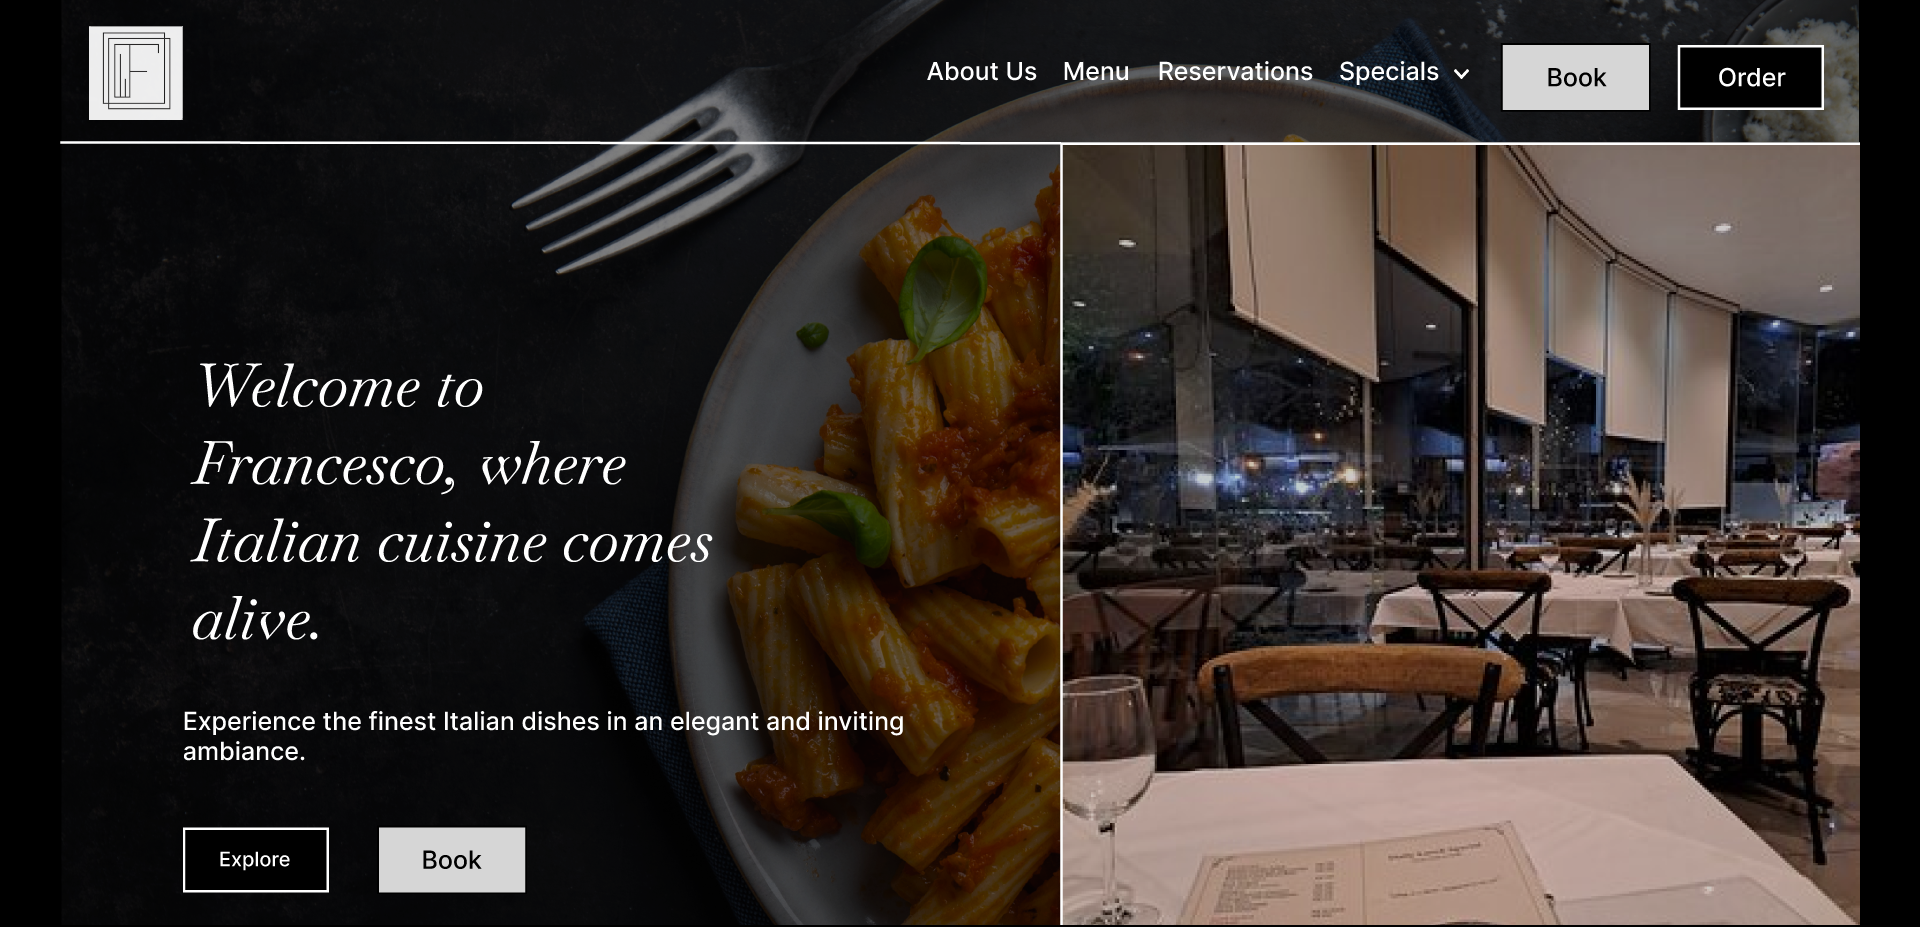 F
About Us Menu Reservations Specials Book Order
Welcome to
Francesco, where
Italian cuisine comes
alive.
Experience the finest Italian dishes in an elegant and inviting
ambiance.
Explore Book